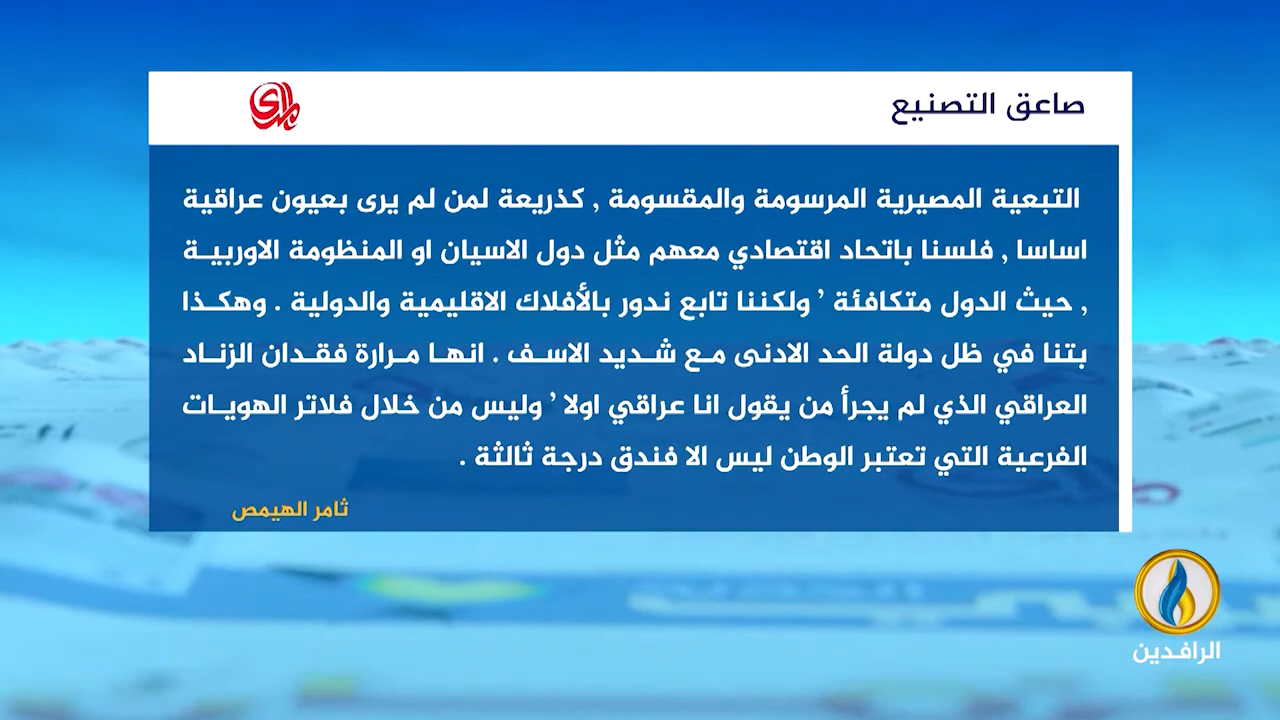 صاعق التصنيع
المدى
التبعية المصيرية المرسومة والمقسومة , كذريعة لمن لم يرى بعيون عراقية
اساسا , فلسنا باتحاد اقتصادي معهم مثل دول الاسيان او المنظومة الاوربية
, حيث الدول متكافئة ’ ولكننا تابع ندور بالأفلاك الاقليمية والدولية . وهكذا
بتنا في ظل دولة الحد الادنى مع شديد الاسف . انها مرارة فقدان الزناد
العراقي الذي لم يجرأ من يقول انا عراقي اولا ’ وليس من خلال فلاتر الهويات
الفرعية التي تعتبر الوطن ليس الا فندق درجة ثالثة .
ثامر الهيمص
الرافدين